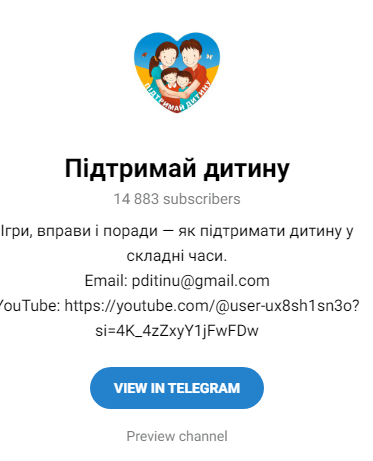 ПІДТРИМАЙ ДИТИНУ
Підтримай дитину
14 883 subscribers
Ігри, вправи і поради — як підтримати дитину у
складні часи.
Email: pditinu@gmail.com
YouTube: https://youtube.com/@user-ux8sh1sn3o?
si=4K_4zZxyY1jFwFDw
VIEW IN TELEGRAM
Preview channel